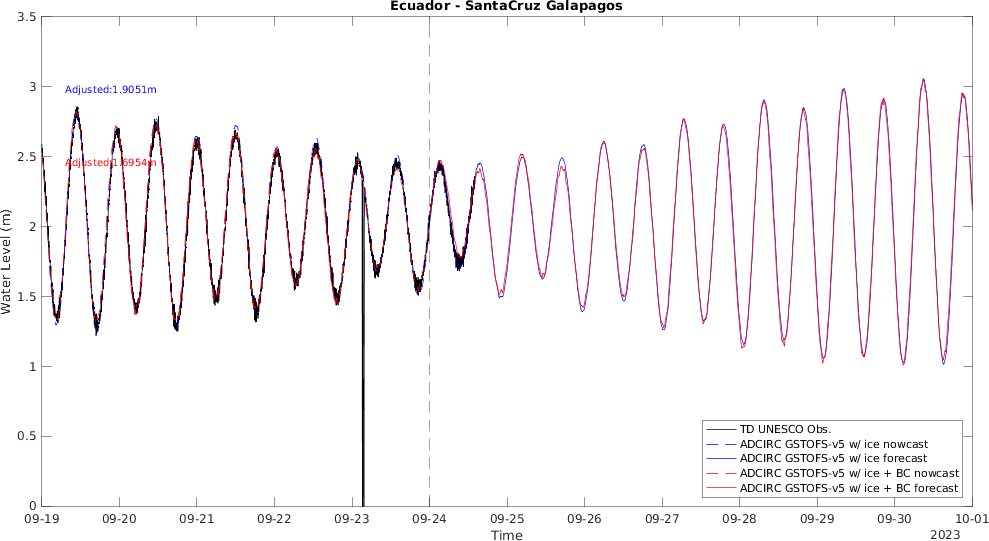 Ecuador - SantaCruz Galapagos
3.5
3
2.5
2
1.5
1
0.5
0
Water Level (m)
Adjusted:1.9051m
Adjusted:1.6954m
TD UNESCO Obs.
ADCIRC GSTOFS-v5 w/ ice nowcast
ADCIRC GSTOFS-v5 w/ ice forecast
ADCIRC GSTOFS-v5 w/ ice + BC nowcast
ADCIRC GSTOFS-v5 w/ ice + BC forecast
09-19 09-20 09-21 09-22 09-23 09-24 09-25 09-26 09-27 09-28 09-29 09-30 10-01
Time
2023